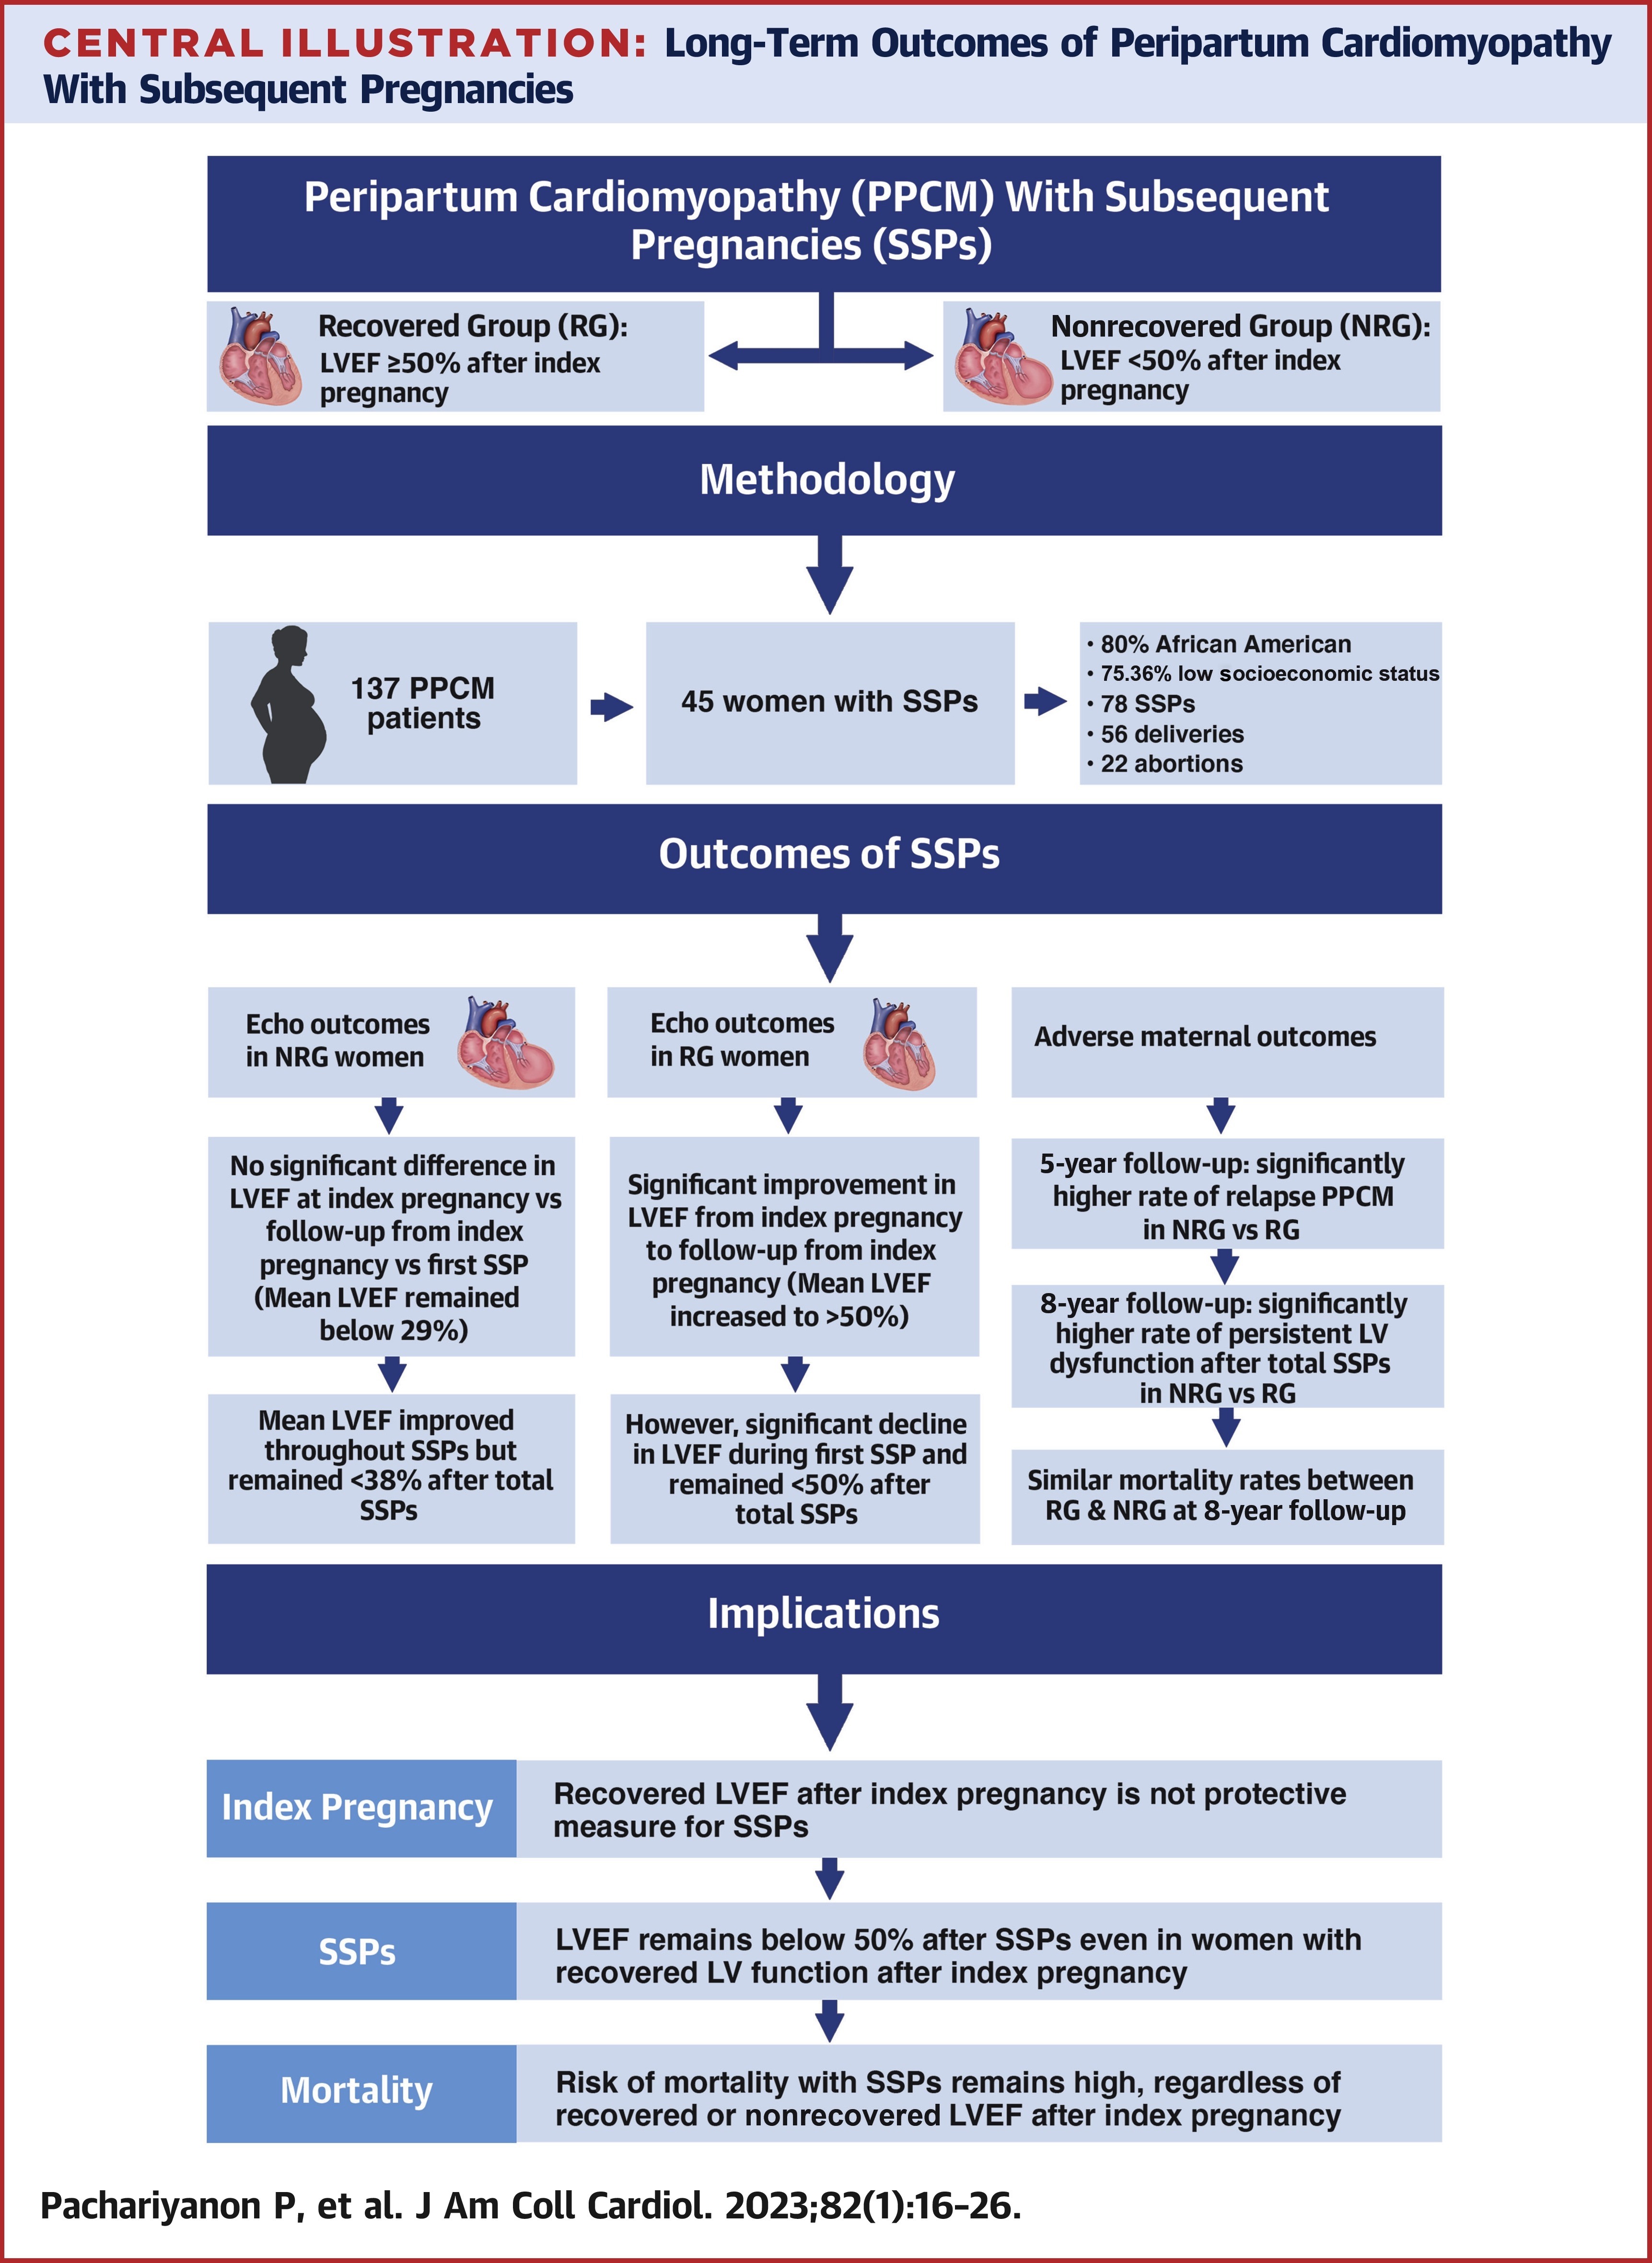 CENTRAL ILLUSTRATION: Long-Term Outcomes of Peripartum Cardiomyopathy
With Subsequent Pregnancies
Peripartum Cardiomyopathy (PPCM) With Subsequent
Pregnancies (SSPs)
Recovered Group (RG):
LVEF ≥50% after index
pregnancy
Nonrecovered Group (NRG):
LVEF <50% after index
pregnancy
Methodology
137 PPCM
patients
45 women with SSPs
• 80% African American
• 75.36% low socioeconomic status
• 78 SSPs
• 56 deliveries
• 22 abortions
Outcomes of SSPs
Echo outcomes
in NRG women
No significant difference in
LVEF at index pregnancy vs
follow-up from index
pregnancy vs first SSP
(Mean LVEF remained
below 29%)
Mean LVEF improved
throughout SSPs but
remained <38% after total
SSPs
Echo outcomes
in RG women
Significant improvement in
LVEF from index pregnancy
to follow-up from index
pregnancy (Mean LVEF
increased to >50%)
However, significant decline
in LVEF during first SSP and
remained <50% after
total SSPs
Adverse maternal outcomes
5-year follow-up: significantly
higher rate of relapse PPCM
in NRG vs RG
8-year follow-up: significantly
higher rate of persistent LV
dysfunction after total SSPs
in NRG vs RG
Similar mortality rates between
RG & NRG at 8-year follow-up
Implications
Index Pregnancy
Recovered LVEF after index pregnancy is not protective
measure for SSPs
SSPs
LVEF remains below 50% after SSPs even in women with
recovered LV function after index pregnancy
Mortality
Risk of mortality with SSPs remains high, regardless of
recovered or nonrecovered LVEF after index pregnancy
Pachariyanon P, et al. J Am Coll Cardiol. 2023;82(1):16–26.